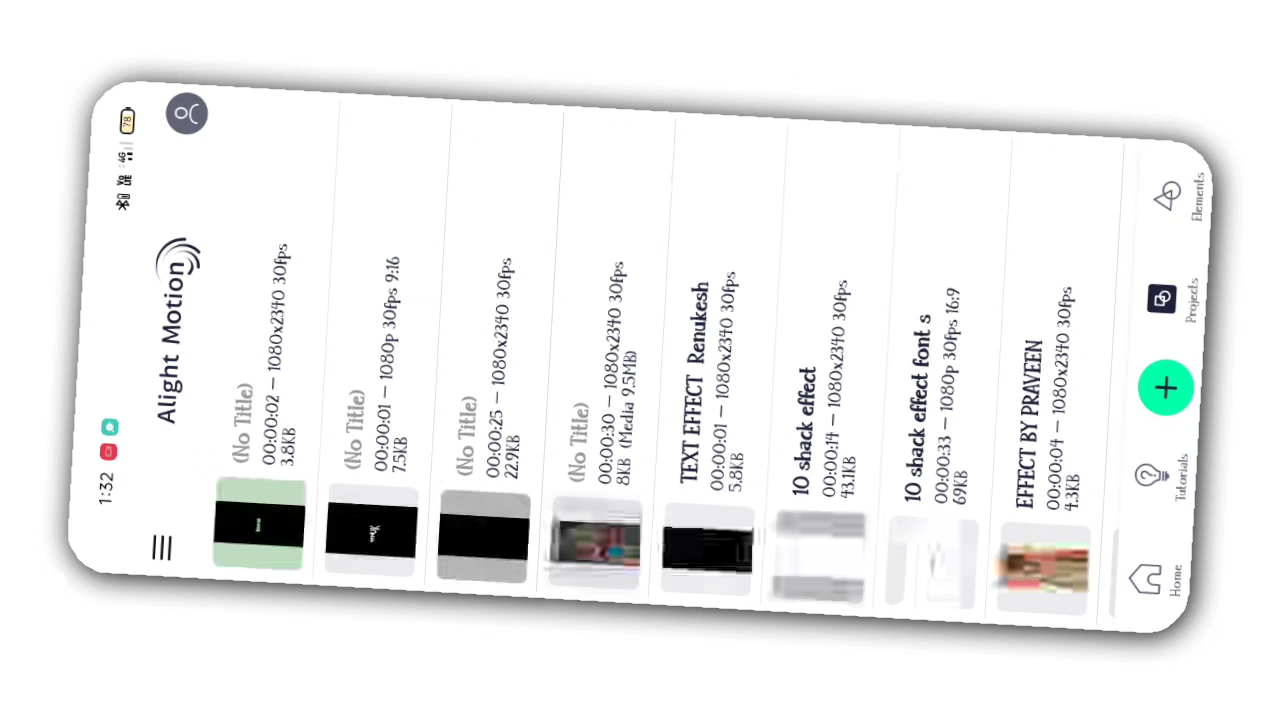 1:32
4G
78
Alight Motion
(No Title)
00:00:02 – 1080x2340 30fps
3.8KB
(No Title)
00:00:01 – 1080p 30fps 9:16
7.5KB
(No Title)
00:00:25 – 1080x2340 30fps
22.9KB
(No Title)
00:00:30 – 1080x2340 30fps
8KB (Media 9.5MB)
TEXT EFFECT Renukesh
00:00:01 – 1080x2340 30fps
5.8KB
10 shack effect
00:00:14 – 1080x2340 30fps
43.1KB
10 shack effect font s
00:00:33 – 1080p 30fps 16:9
69KB
EFFECT BY PRAVEEN
00:00:04 – 1080x2340 30fps
4.3KB
Home
Tutorials
Projects
Elements